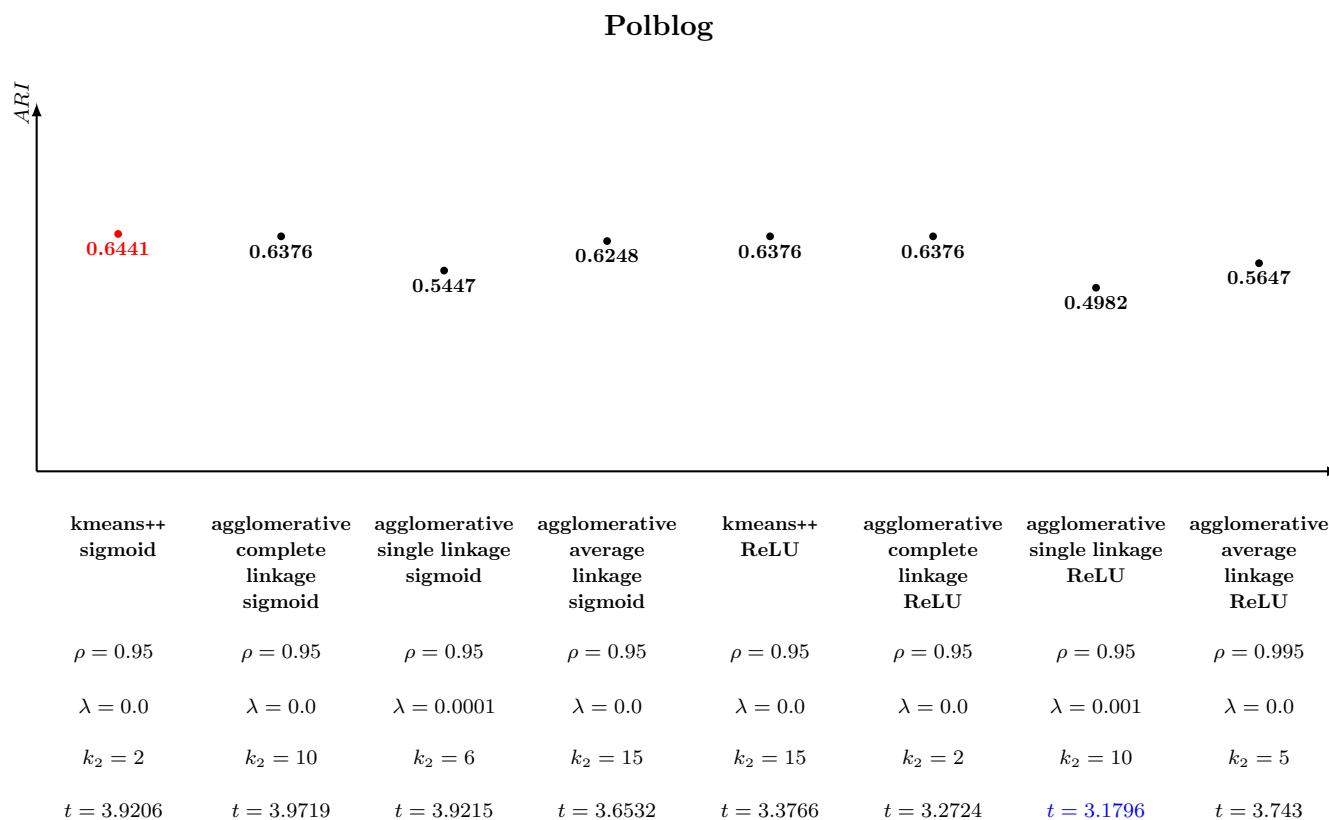 Polblog
ARI
0.6441
0.6376
0.5447
0.6248
0.6376
0.6376
0.4982
0.5647
kmeans++
sigmoid
agglomerative
complete
linkage
sigmoid
agglomerative
single linkage
sigmoid
agglomerative
average
linkage
sigmoid
kmeans++
ReLU
agglomerative
complete
linkage
ReLU
agglomerative
single linkage
ReLU
agglomerative
average
linkage
ReLU
ρ = 0.95 ρ = 0.95 ρ = 0.95 ρ = 0.95 ρ = 0.95 ρ = 0.95 ρ = 0.95 ρ = 0.995
λ = 0.0 λ = 0.0 λ = 0.0001 λ = 0.0 λ = 0.0 λ = 0.0 λ = 0.001 λ = 0.0
k₂ = 2 k₂ = 10 k₂ = 6 k₂ = 15 k₂ = 15 k₂ = 2 k₂ = 10 k₂ = 5
t = 3.9206 t = 3.9719 t = 3.9215 t = 3.6532 t = 3.3766 t = 3.2724 t = 3.1796 t = 3.743